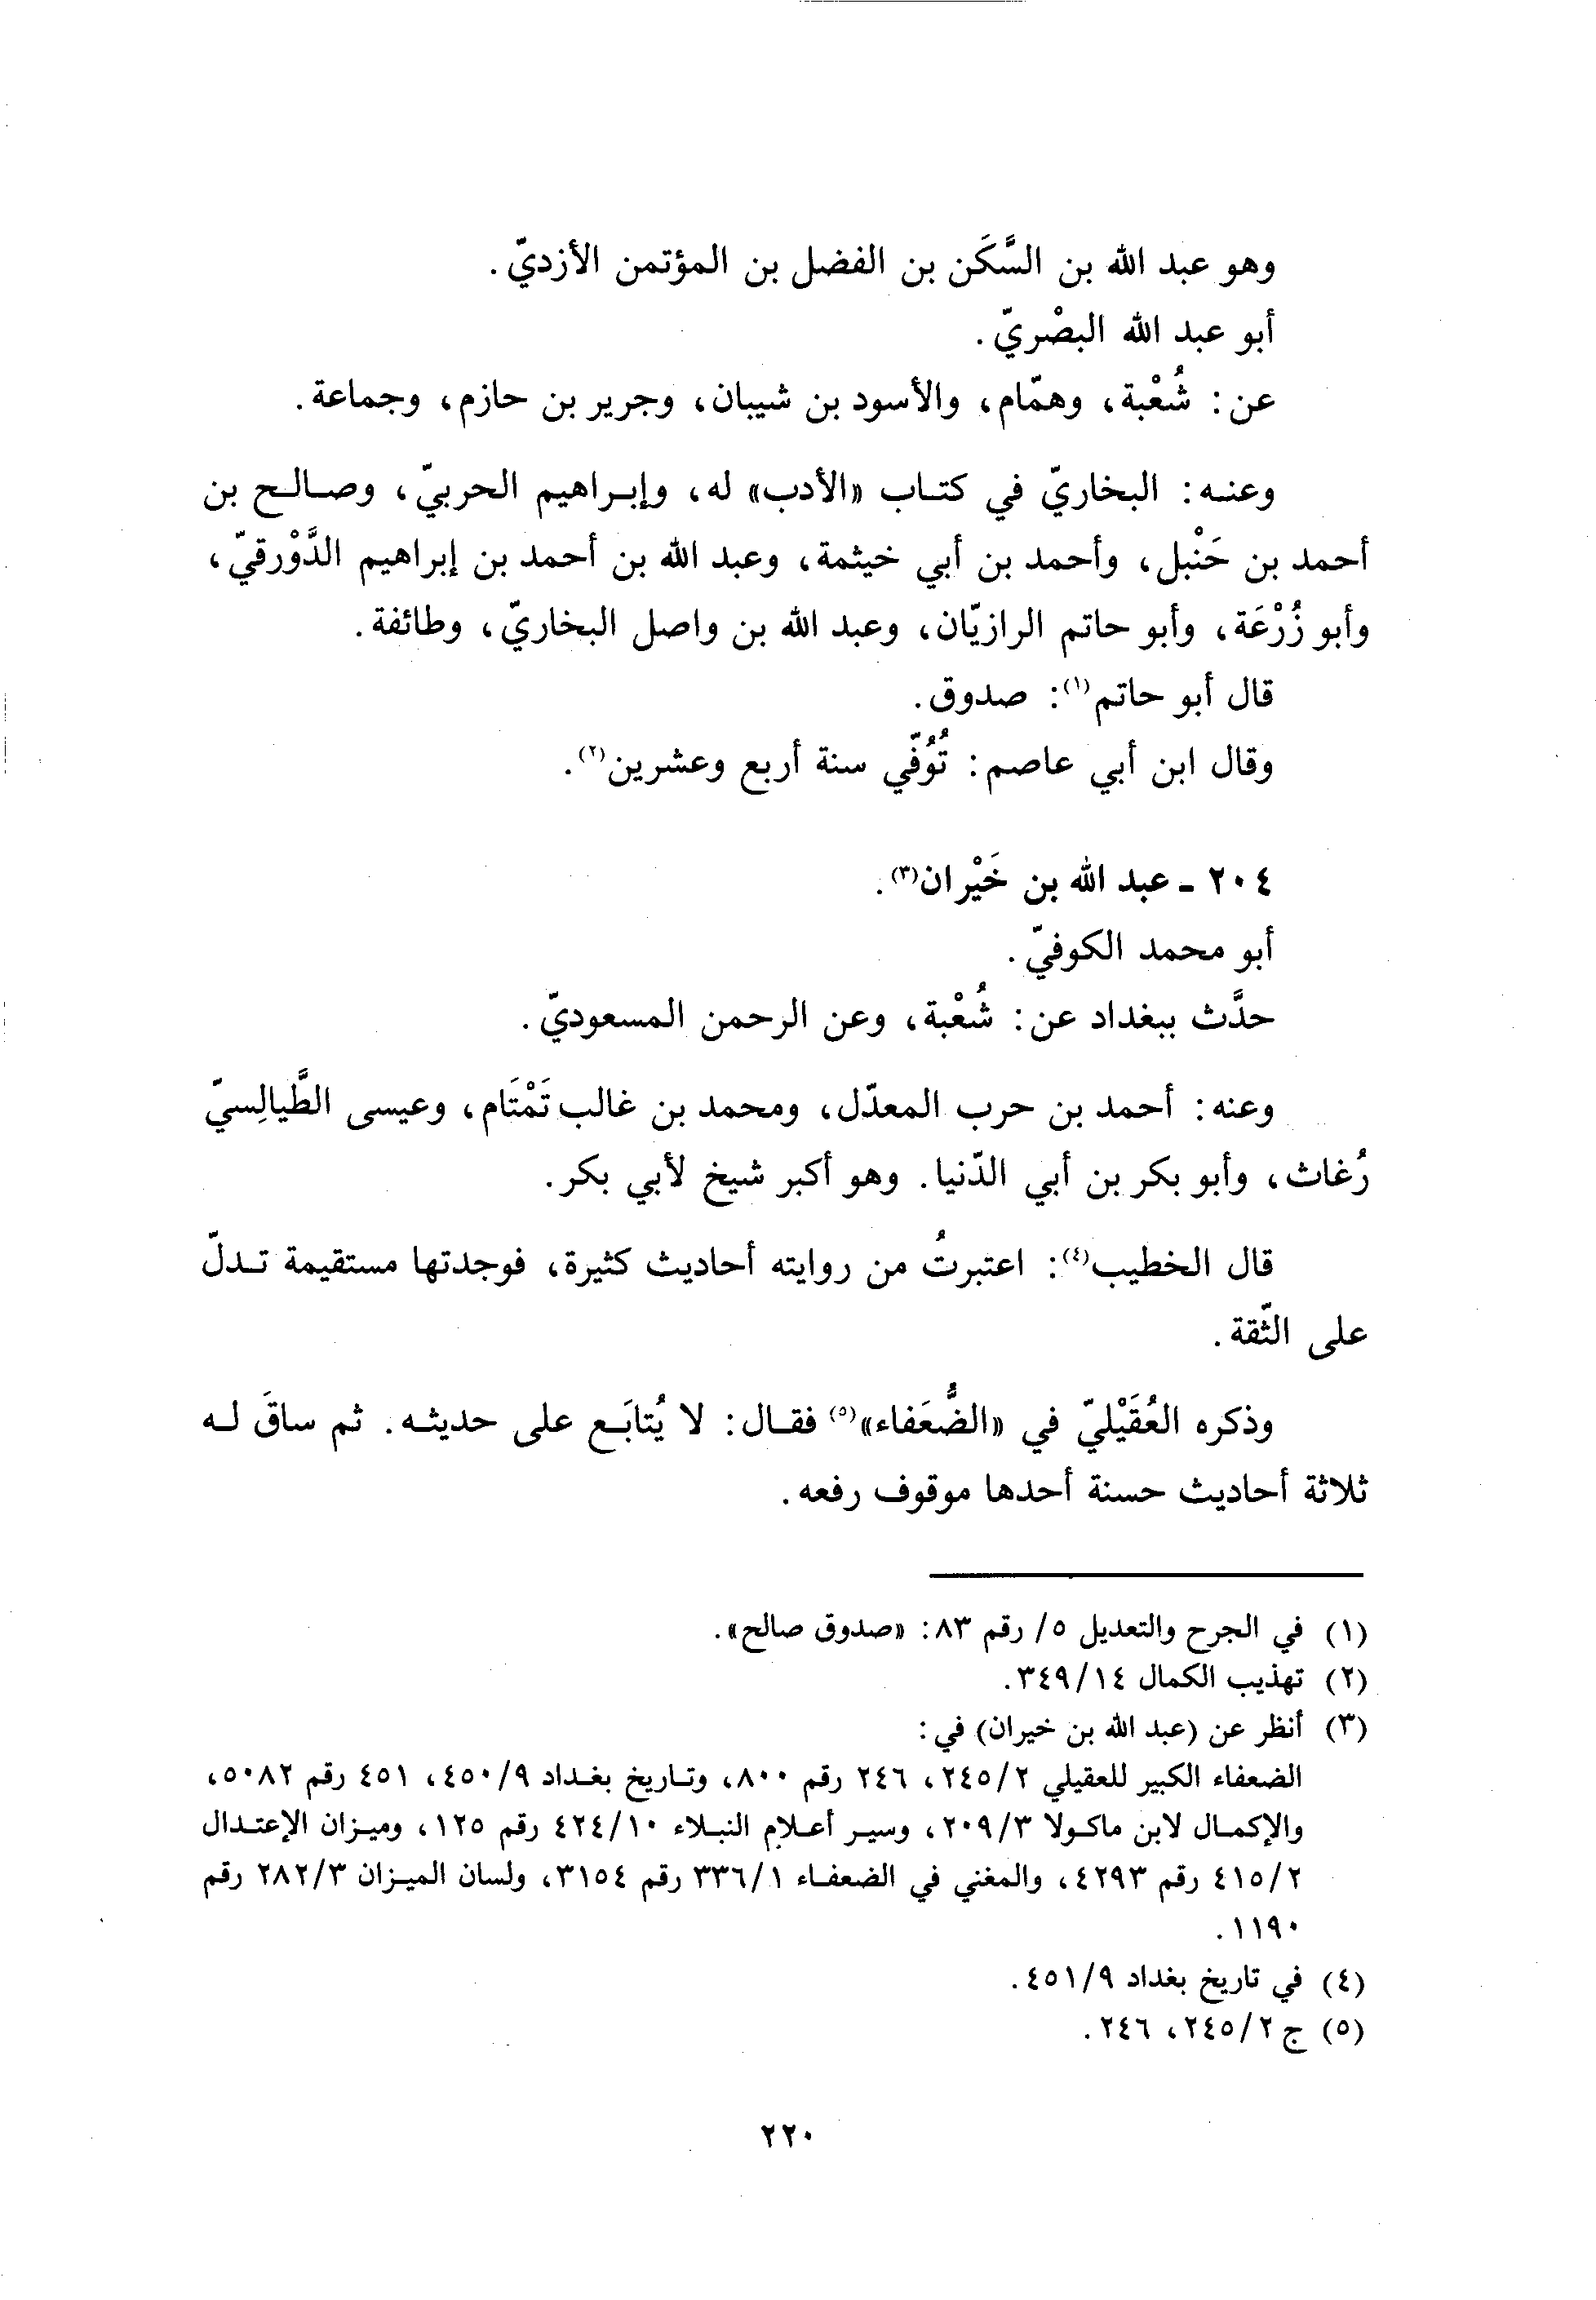 وهو عبد الله بن السَّكَن بن الفضل بن المؤتمن الأزديّ.
أبو عبد الله البصْريّ.
عن: شُعْبة، وهمّام، والأسود بن شيبان، وجرير بن حازم، وجماعة.
وعنه: البخاريّ في كتاب «الأدب» له، وإبراهيم الحربيّ، وصالح بن
أحمد بن حَنْبل، وأحمد بن أبي خيثمة، وعبد الله بن أحمد بن إبراهيم الدَّوْرقيّ،
وأبو زُرْعَة، وأبو حاتم الرازيّان، وعبد الله بن واصل البخاريّ، وطائفة.
قال أبو حاتم(١): صدوق.
وقال ابن أبي عاصم: تُوُفّي سنة أربع وعشرين(٢).
٢٠٤ - عبد الله بن خَيْران(٣).
أبو محمد الكوفيّ.
حدَّث ببغداد عن: شُعْبة، وعن الرحمن المسعوديّ.
وعنه: أحمد بن حرب المعدّل، ومحمد بن غالب تَمْتَام، وعيسى الطَّيالِسيّ
زُغاث، وأبو بكر بن أبي الدّنيا. وهو أكبر شيخ لأبي بكر.
قال الخطيب(٤): اعتبرتُ من روايته أحاديث كثيرة، فوجدتها مستقيمة تدلّ
على الثّقة.
وذكره العُقَيْليّ في «الضُّعَفاء»(٥) فقال: لا يُتابَع على حديثه. ثم ساقَ له
ثلاثة أحاديث حسنة أحدها موقوف رفعه.
(١) في الجرح والتعديل ٥/ رقم ٨٣: «صدوق صالح».
(٢) تهذيب الكمال ٣٤٩/١٤.
(٣) أنظر عن (عبد الله بن خيران) في:
الضعفاء الكبير للعقيلي ٢٤٥/٢، ٢٤٦ رقم ٨٠٠، وتاريخ بغداد ٤٥٠/٩، ٤٥١ رقم ٥٠٨٢،
والإكمال لابن ماكولا ٢٠٩/٣، وسير أعلام النبلاء ٤٢٤/١٠ رقم ١٢٥، وميزان الإعتدال
٤١٥/٢ رقم ٤٢٩٣، والمغني في الضعفاء ٣٣٦/١ رقم ٣١٥٤، ولسان الميزان ٢٨٢/٣ رقم
١١٩٠.
(٤) في تاريخ بغداد ٤٥١/٩.
(٥) ج ٢٤٥/٢، ٢٤٦.
٢٢٠